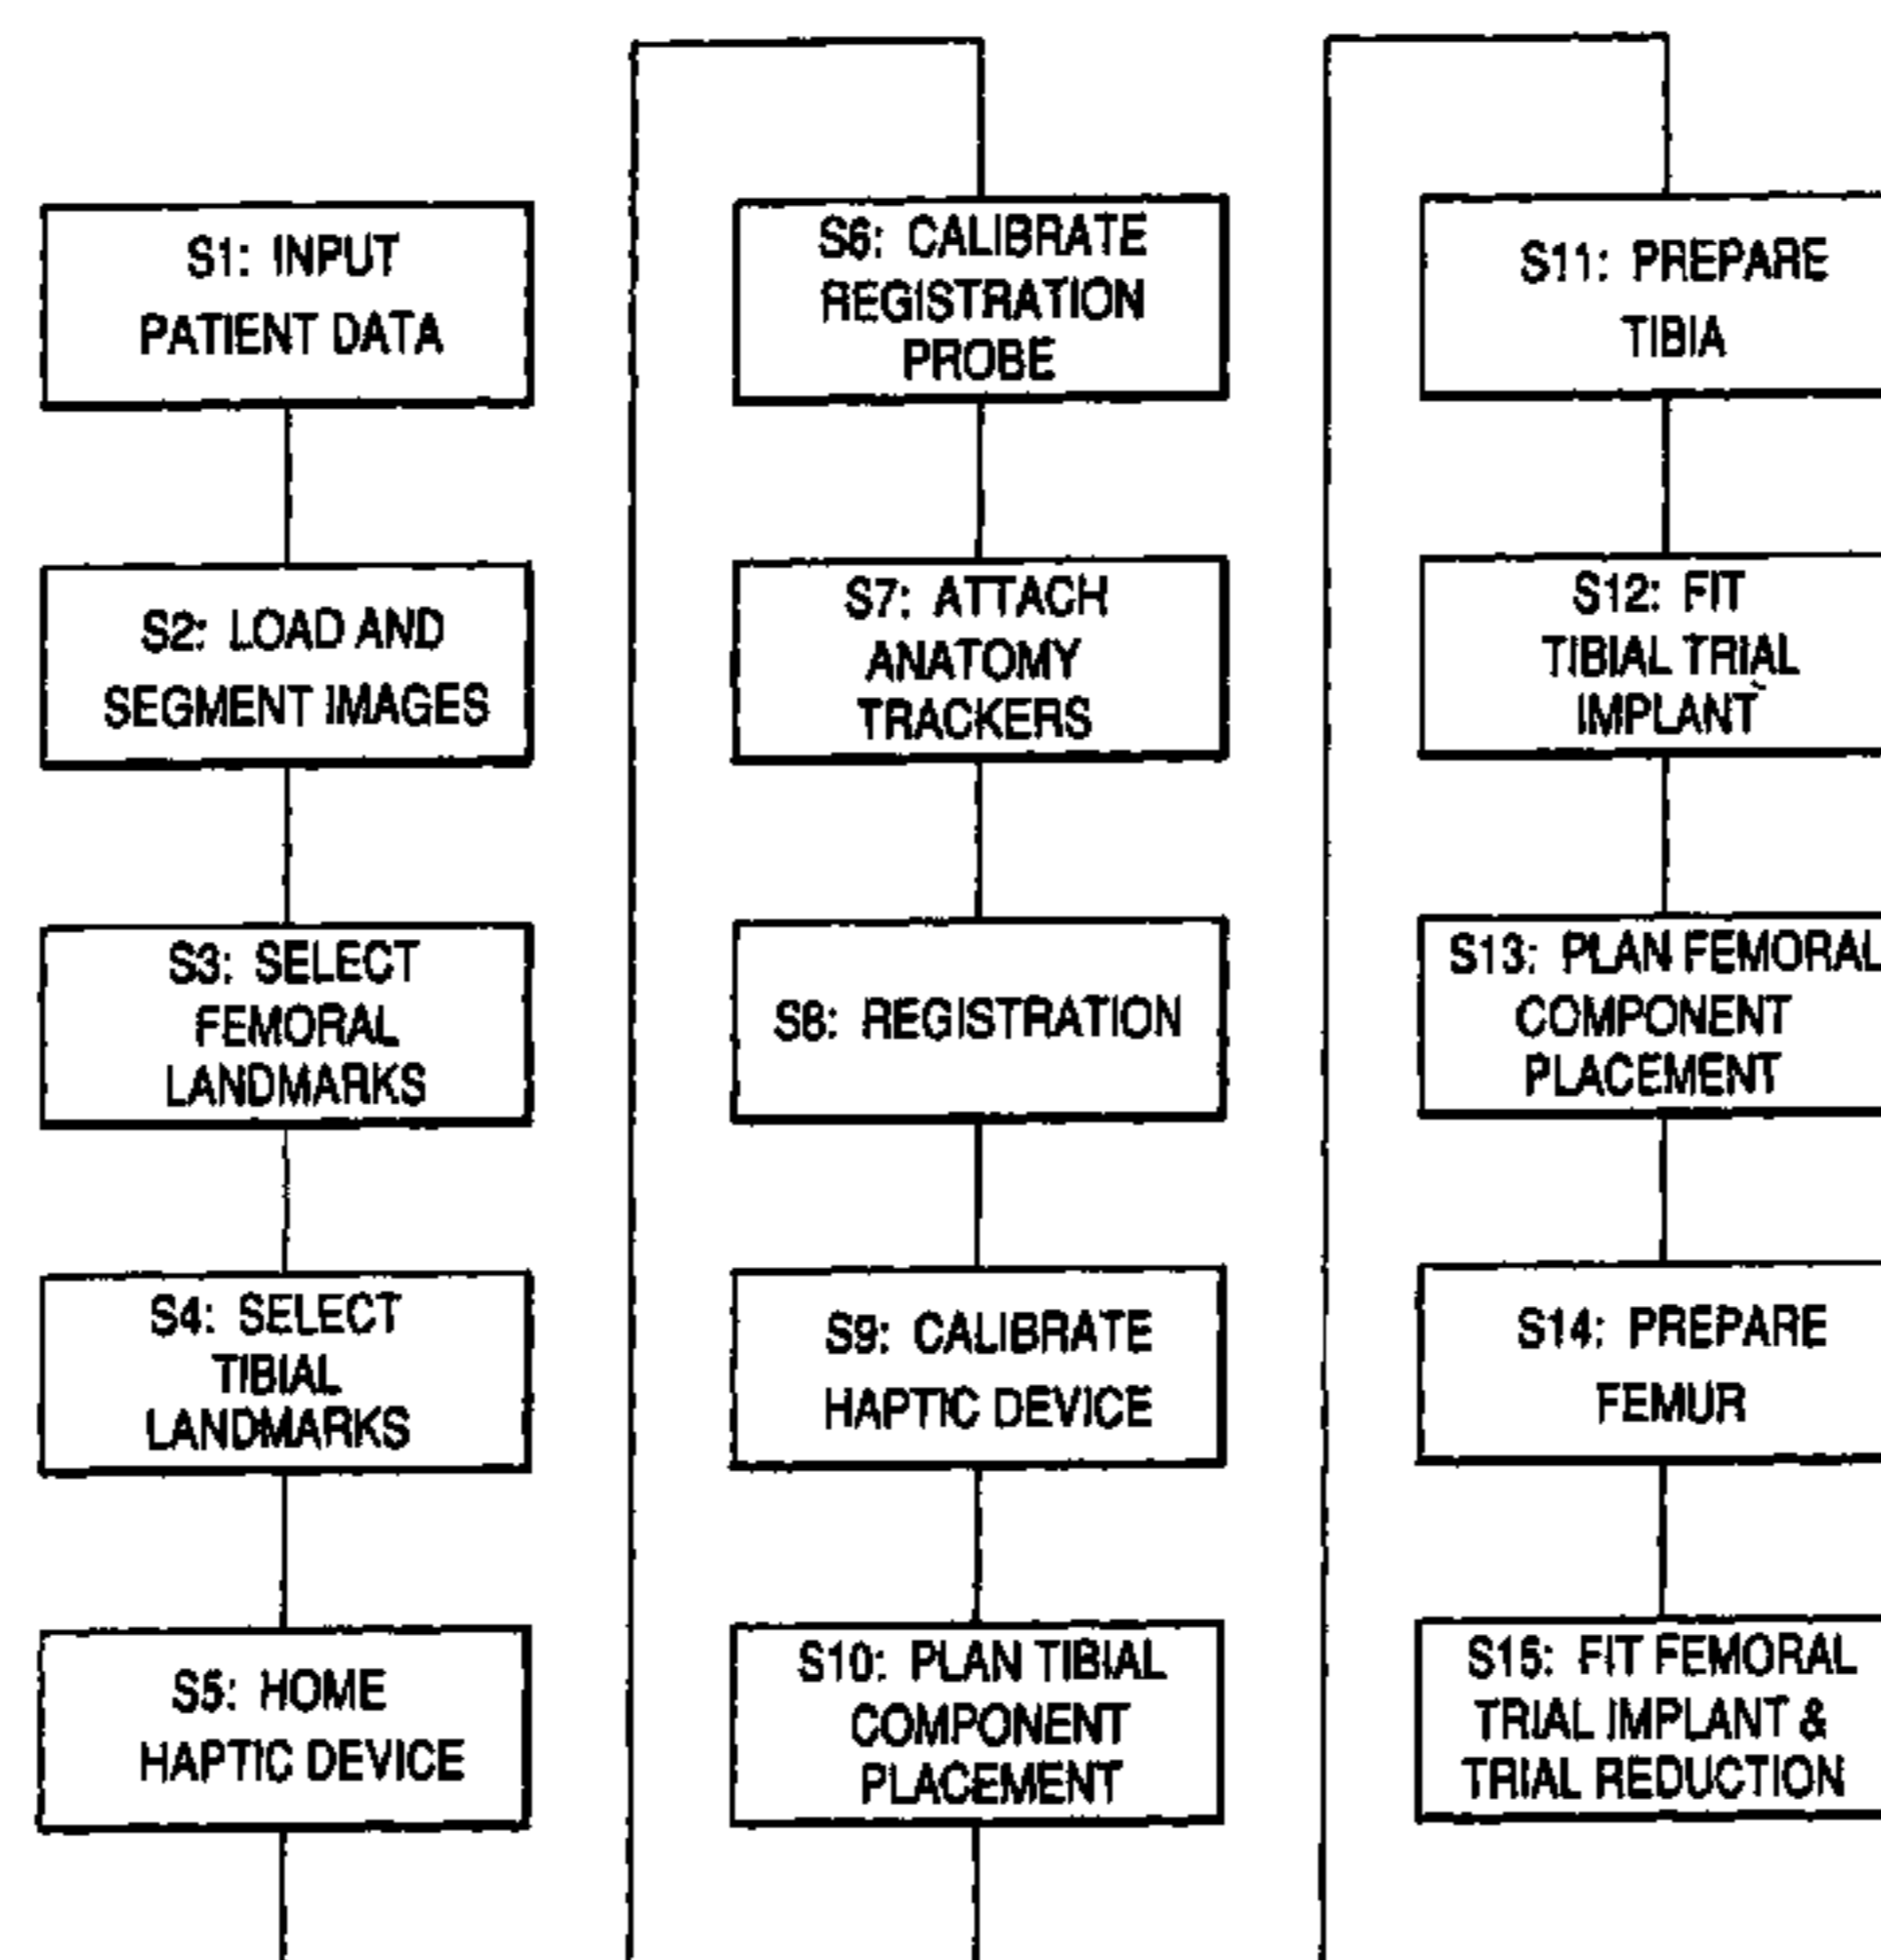 S1: INPUT
PATIENT DATA
S2: LOAD AND
SEGMENT IMAGES
S3: SELECT
FEMORAL
LANDMARKS
S4: SELECT
TIBIAL
LANDMARKS
S5: HOME
HAPTIC DEVICE
S6: CALIBRATE
REGISTRATION
PROBE
S7: ATTACH
ANATOMY
TRACKERS
S8: REGISTRATION
S9: CALIBRATE
HAPTIC DEVICE
S10: PLAN TIBIAL
COMPONENT
PLACEMENT
S11: PREPARE
TIBIA
S12: FIT
TIBIAL TRIAL
IMPLANT
S13: PLAN FEMORAL
COMPONENT
PLACEMENT
S14: PREPARE
FEMUR
S15: FIT FEMORAL
TRIAL IMPLANT &
TRIAL REDUCTION